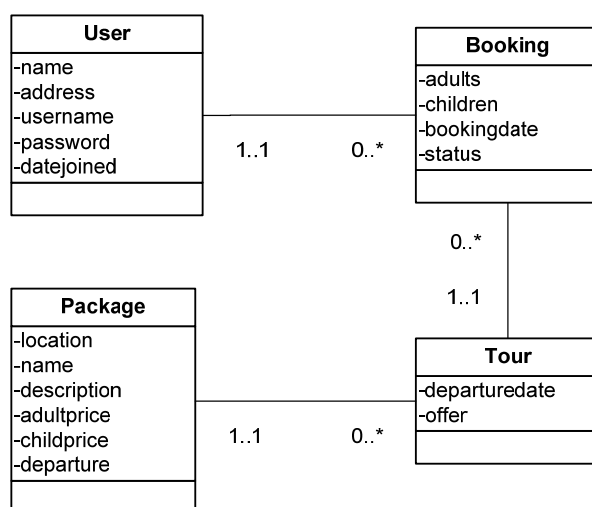 User
-name
-address
-username
-password
-datejoined
1..1
0..*
Booking
-adults
-children
-bookingdate
-status
0..*
1..1
Package
-location
-name
-description
-adultprice
-childprice
-departure
1..1
0..*
Tour
-departuredate
-offer